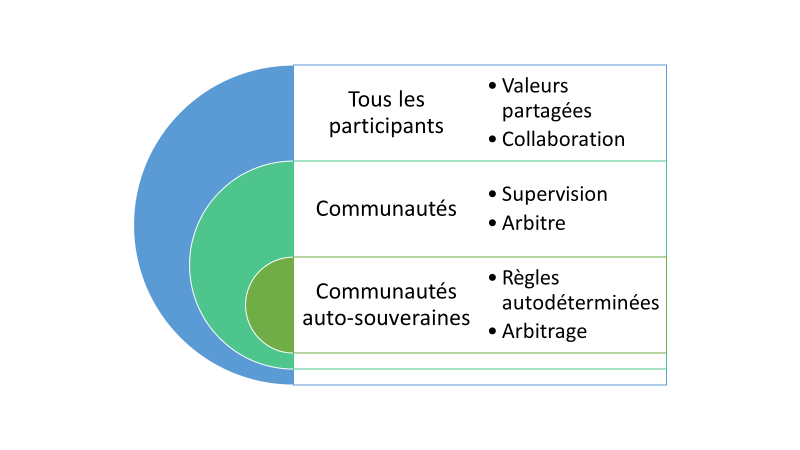 Tous les
participants
• Valeurs
partagées
• Collaboration
Communautés
• Supervision
• Arbitre
Communautés
auto-souveraines
• Règles
autodéterminées
• Arbitrage